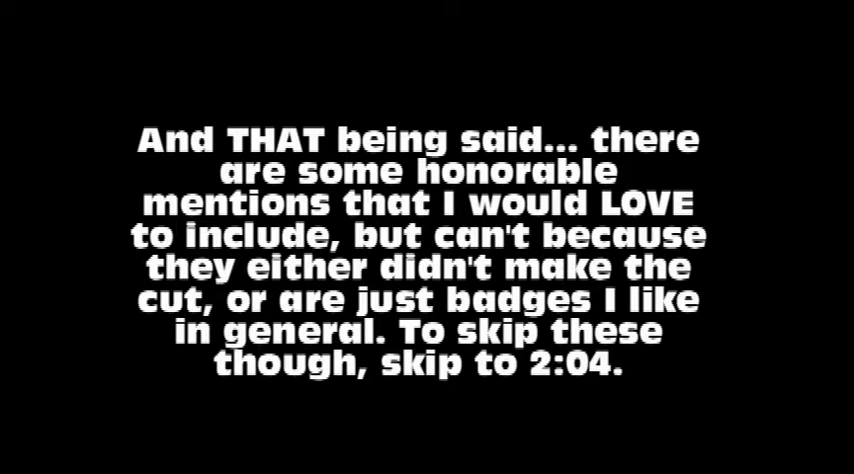 And THAT being said... there
are some honorable
mentions that I would LOVE
to include, but can't because
they either didn't make the
cut, or are just badges I like
in general. To skip these
though, skip to 2:04.